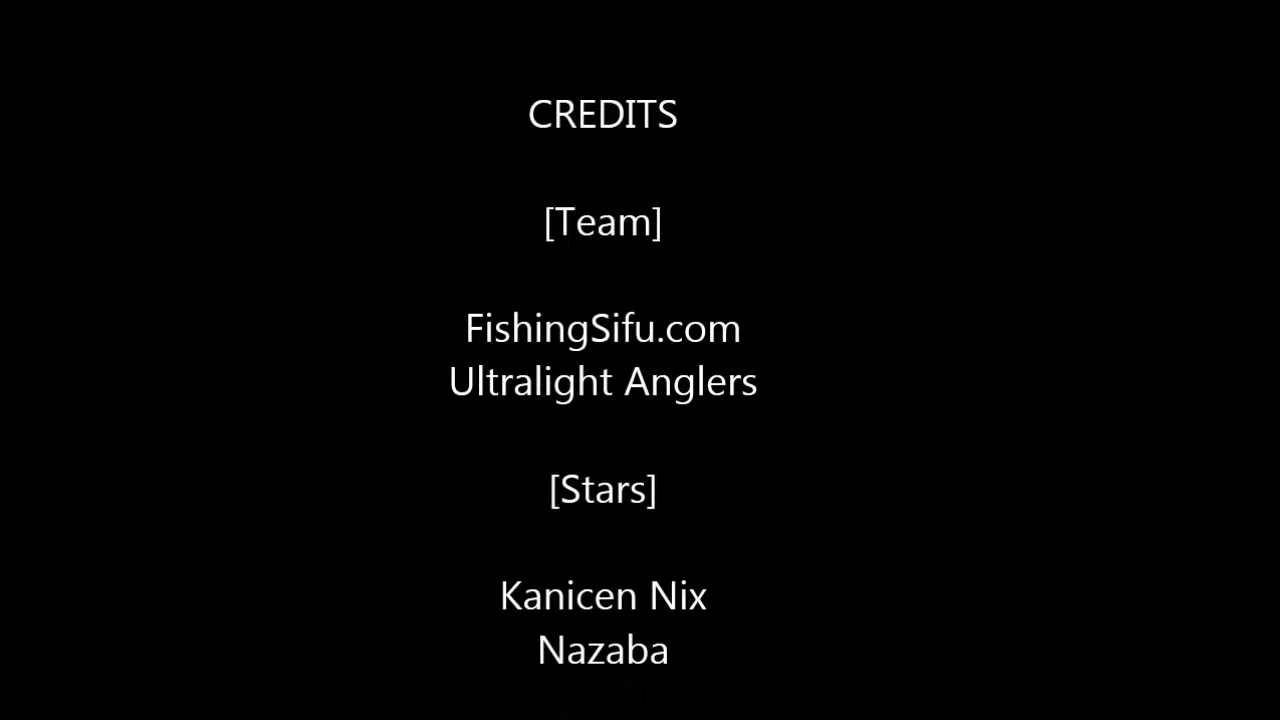 CREDITS
[Team]
FishingSifu.com
Ultralight Anglers
[Stars]
Kanicen Nix
Nazaba